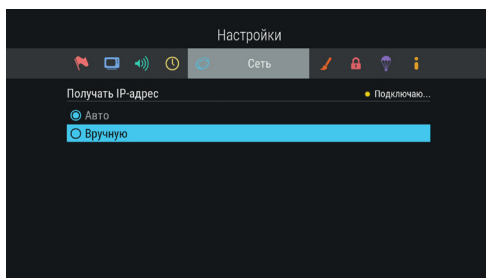 Настройки
Сеть
Получать IP-адрес
Подключаю...
Авто
Вручную